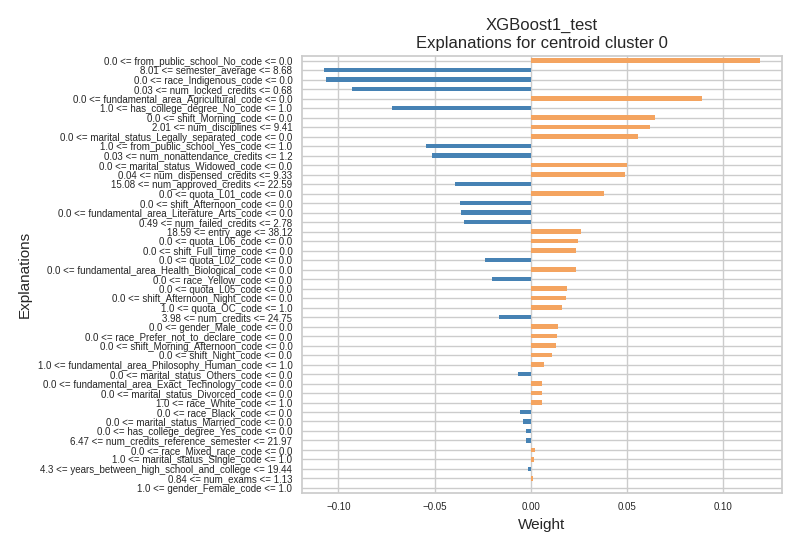 XGBoost1_test
Explanations for centroid cluster 0
0.0 <= from_public_school_No_code <= 0.0
8.01 <= semester_average <= 8.68
0.0 <= race_Indigenous_code <= 0.0
0.03 <= num_locked_credits <= 0.68
0.0 <= fundamental_area_Agricultural_code <= 0.0
1.0 <= has_college_degree_No_code <= 1.0
0.0 <= shift_Morning_code <= 0.0
2.01 <= num_disciplines <= 9.41
0.0 <= marital_status_Legally_separated_code <= 0.0
1.0 <= from_public_school_Yes_code <= 1.0
0.03 <= num_nonattendance_credits <= 1.2
0.0 <= marital_status_Widowed_code <= 0.0
0.04 <= num_dispensed_credits <= 9.33
15.08 <= num_approved_credits <= 22.59
0.0 <= quota_L01_code <= 0.0
0.0 <= shift_Afternoon_code <= 0.0
0.0 <= fundamental_area_Literature_Arts_code <= 0.0
0.49 <= num_failed_credits <= 2.78
18.59 <= entry_age <= 38.12
0.0 <= quota_L06_code <= 0.0
0.0 <= shift_Full_time_code <= 0.0
0.0 <= quota_L02_code <= 0.0
0.0 <= fundamental_area_Health_Biological_code <= 0.0
0.0 <= race_Yellow_code <= 0.0
0.0 <= quota_L05_code <= 0.0
0.0 <= shift_Afternoon_Night_code <= 0.0
1.0 <= quota_OC_code <= 1.0
3.98 <= num_credits <= 24.75
0.0 <= gender_Male_code <= 0.0
0.0 <= race_Prefer_not_to_declare_code <= 0.0
0.0 <= shift_Morning_Afternoon_code <= 0.0
0.0 <= shift_Night_code <= 0.0
1.0 <= fundamental_area_Philosophy_Human_code <= 1.0
0.0 <= marital_status_Others_code <= 0.0
0.0 <= fundamental_area_Exact_Technology_code <= 0.0
0.0 <= marital_status_Divorced_code <= 0.0
1.0 <= race_White_code <= 1.0
0.0 <= race_Black_code <= 0.0
0.0 <= marital_status_Married_code <= 0.0
0.0 <= has_college_degree_Yes_code <= 0.0
6.47 <= num_credits_reference_semester <= 21.97
0.0 <= race_Mixed_race_code <= 0.0
1.0 <= marital_status_Single_code <= 1.0
4.3 <= years_between_high_school_and_college <= 19.44
0.84 <= num_exams <= 1.13
1.0 <= gender_Female_code <= 1.0
Explanations
−0.10 −0.05 0.00 0.05 0.10
Weight